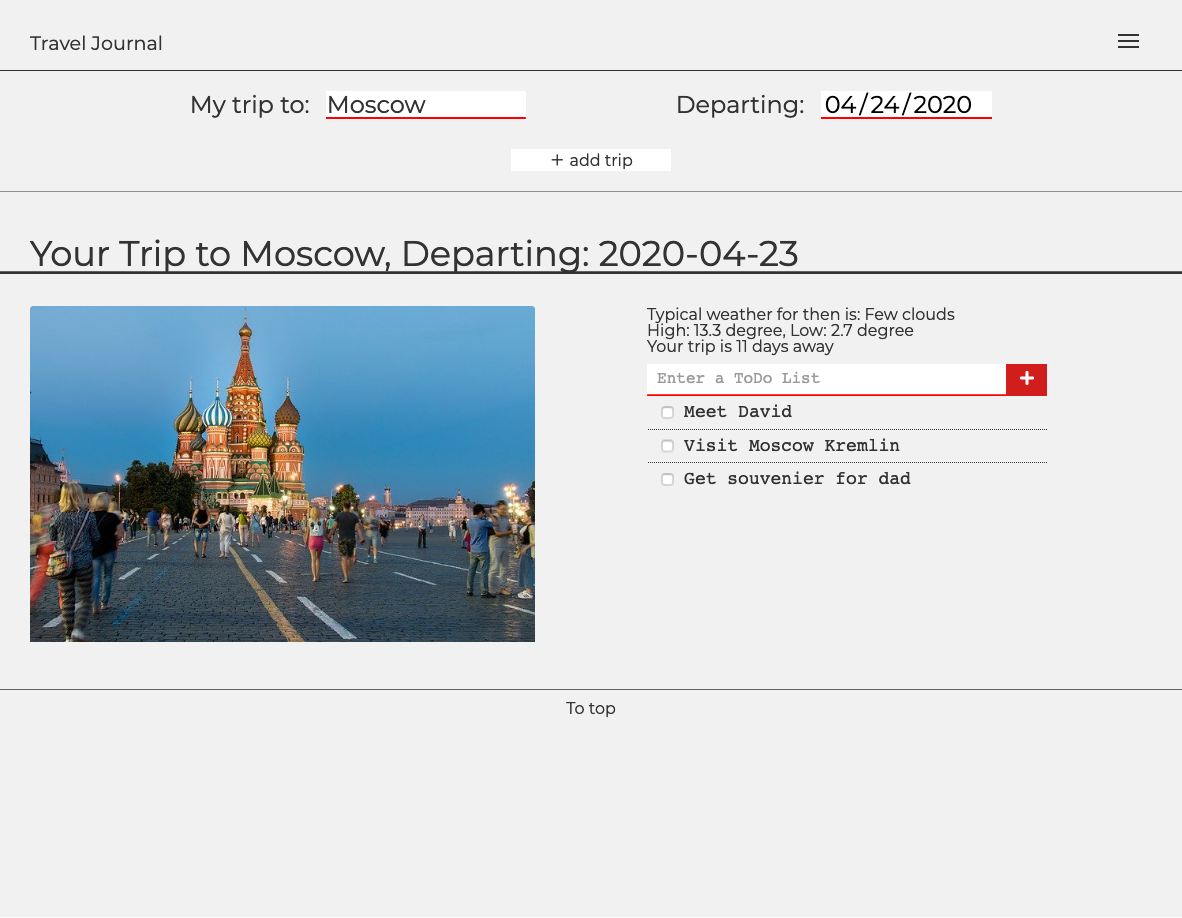 Travel Journal
My trip to: Moscow Departing: 04/24/2020
+ add trip
Your Trip to Moscow, Departing: 2020-04-23
Typical weather for then is: Few clouds
High: 13.3 degree, Low: 2.7 degree
Your trip is 11 days away
Enter a ToDo List +
Meet David
Visit Moscow Kremlin
Get souvenier for dad
To top